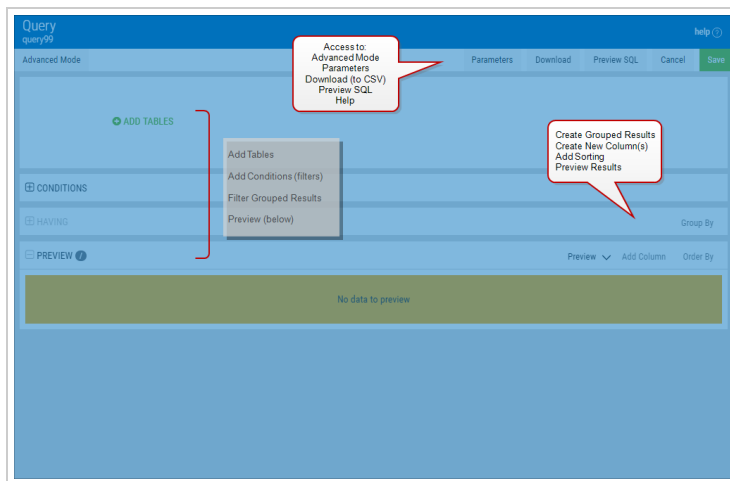 Query
query99
help ?
Advanced Mode
Parameters
Download
Preview SQL
Cancel
Save
Access to:
Advanced Mode
Parameters
Download (to CSV)
Preview SQL
Help
ADD TABLES
Add Tables
Add Conditions (filters)
Filter Grouped Results
Preview (below)
Create Grouped Results
Create New Column(s)
Add Sorting
Preview Results
CONDITIONS
HAVING
Group By
PREVIEW i
Preview
Add Column
Order By
No data to preview